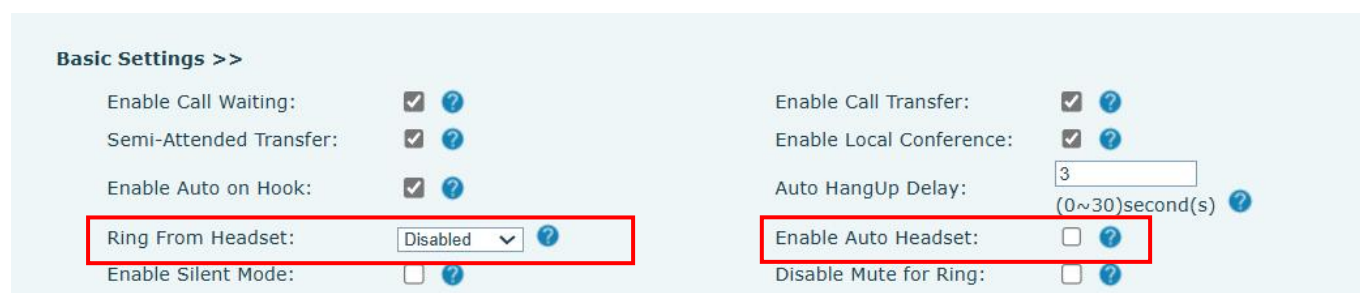 Basic Settings >>
Enable Call Waiting: ? Enable Call Transfer: ?
Semi-Attended Transfer: ? Enable Local Conference: ?
Enable Auto on Hook: ? Auto HangUp Delay: 3
(0~30)second(s) ?
Ring From Headset: Disabled ? Enable Auto Headset: ?
Enable Silent Mode: ? Disable Mute for Ring: ?